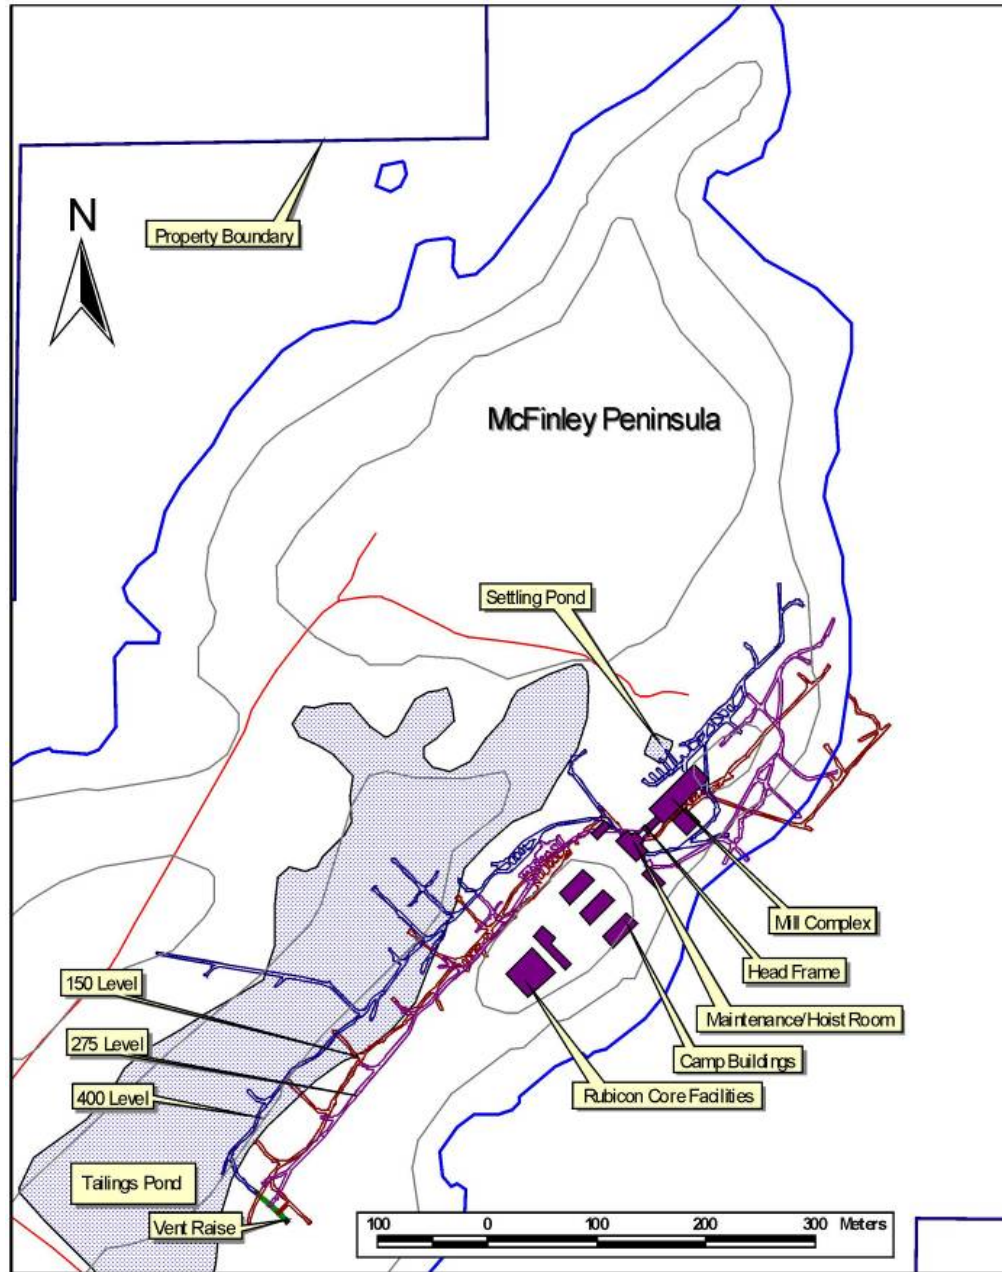 N
Property Boundary
McFinley Peninsula
Settling Pond
Mill Complex
Head Frame
150 Level
Maintenance/Hoist Room
275 Level
Camp Buildings
400 Level
Rubicon Core Facilities
Tailings Pond
Vent Raise
100 0 100 200 300 Meters